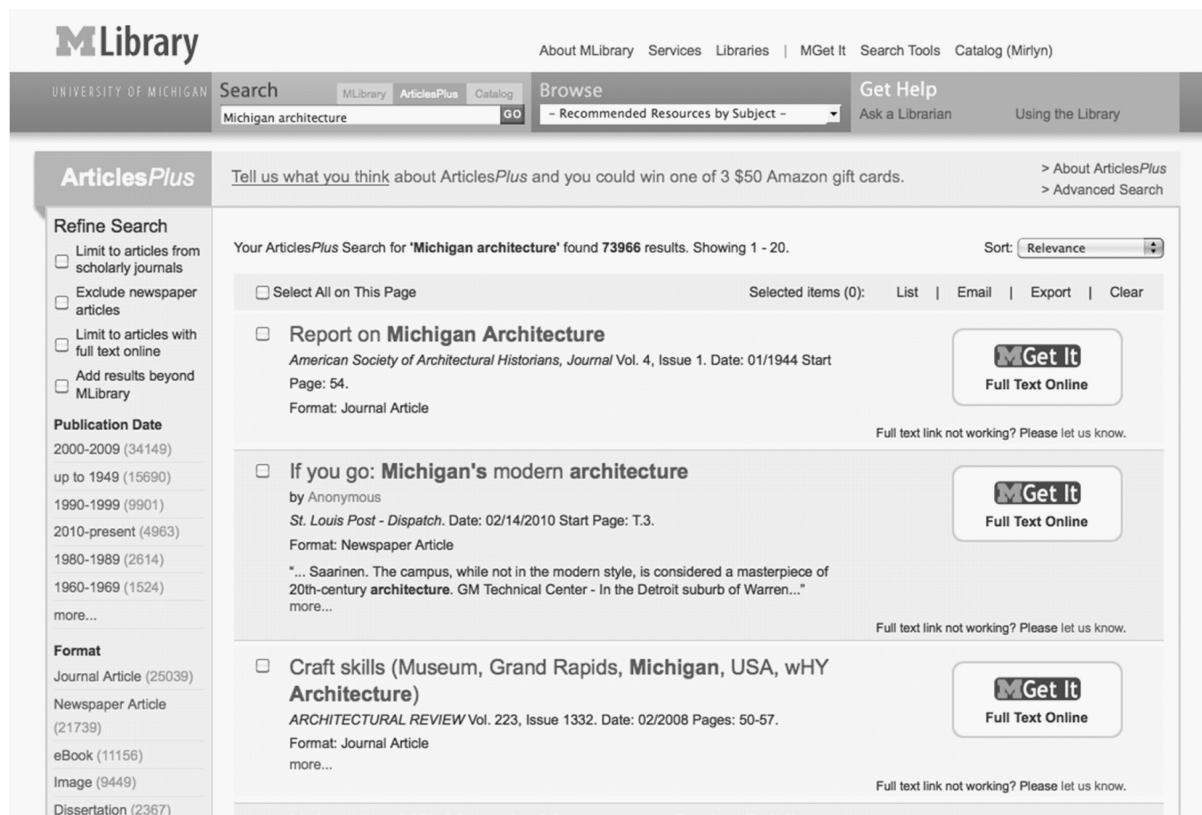 MLibrary
About MLibrary Services Libraries | MGet It Search Tools Catalog (Mirlyn)
UNIVERSITY OF MICHIGAN
Search MLibrary ArticlesPlus Catalog
Michigan architecture GO
Browse
- Recommended Resources by Subject -
Get Help
Ask a Librarian Using the Library
ArticlesPlus
Tell us what you think about ArticlesPlus and you could win one of 3 $50 Amazon gift cards.
> About ArticlesPlus
> Advanced Search
Refine Search
Limit to articles from
scholarly journals
Exclude newspaper
articles
Limit to articles with
full text online
Add results beyond
MLibrary
Publication Date
2000-2009 (34149)
up to 1949 (15690)
1990-1999 (9901)
2010-present (4963)
1980-1989 (2614)
1960-1969 (1524)
more...
Format
Journal Article (25039)
Newspaper Article
(21739)
eBook (11156)
Image (9449)
Dissertation (2367)
Your ArticlesPlus Search for 'Michigan architecture' found 73966 results. Showing 1 - 20.
Sort: Relevance
Select All on This Page
Selected items (0): List | Email | Export | Clear
Report on Michigan Architecture
American Society of Architectural Historians, Journal Vol. 4, Issue 1. Date: 01/1944 Start
Page: 54.
Format: Journal Article
MGet It
Full Text Online
Full text link not working? Please let us know.
If you go: Michigan's modern architecture
by Anonymous
St. Louis Post - Dispatch. Date: 02/14/2010 Start Page: T.3.
Format: Newspaper Article
"... Saarinen. The campus, while not in the modern style, is considered a masterpiece of
20th-century architecture. GM Technical Center - In the Detroit suburb of Warren..."
more...
MGet It
Full Text Online
Full text link not working? Please let us know.
Craft skills (Museum, Grand Rapids, Michigan, USA, wHY
Architecture)
ARCHITECTURAL REVIEW Vol. 223, Issue 1332. Date: 02/2008 Pages: 50-57.
Format: Journal Article
more...
MGet It
Full Text Online
Full text link not working? Please let us know.